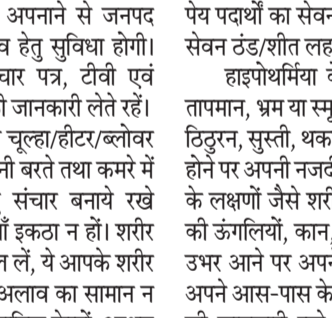 अपनाने से जनपद
हेतु सुविधा होगी।
चार पत्र, टीवी एवं
जानकारी लेते रहें।
चूल्हा/हीटर/ब्लोवर
बरते तथा कमरे में
संचार बनाये रखे
इकठा न हों। शरीर
लें, ये आपके शरीर
अलाव का सामान न
पेय पदार्थों का सेवन
सेवन ठंड/शीत लह
हाइपोथर्मिया
तापमान, भ्रम या स्मृ
ठिठुरन, सुस्ती, थक
होने पर अपनी नजद
के लक्षणों जैसे शरी
की ऊंगलियों, कान,
उभर आने पर अपन
अपने आस-पास के